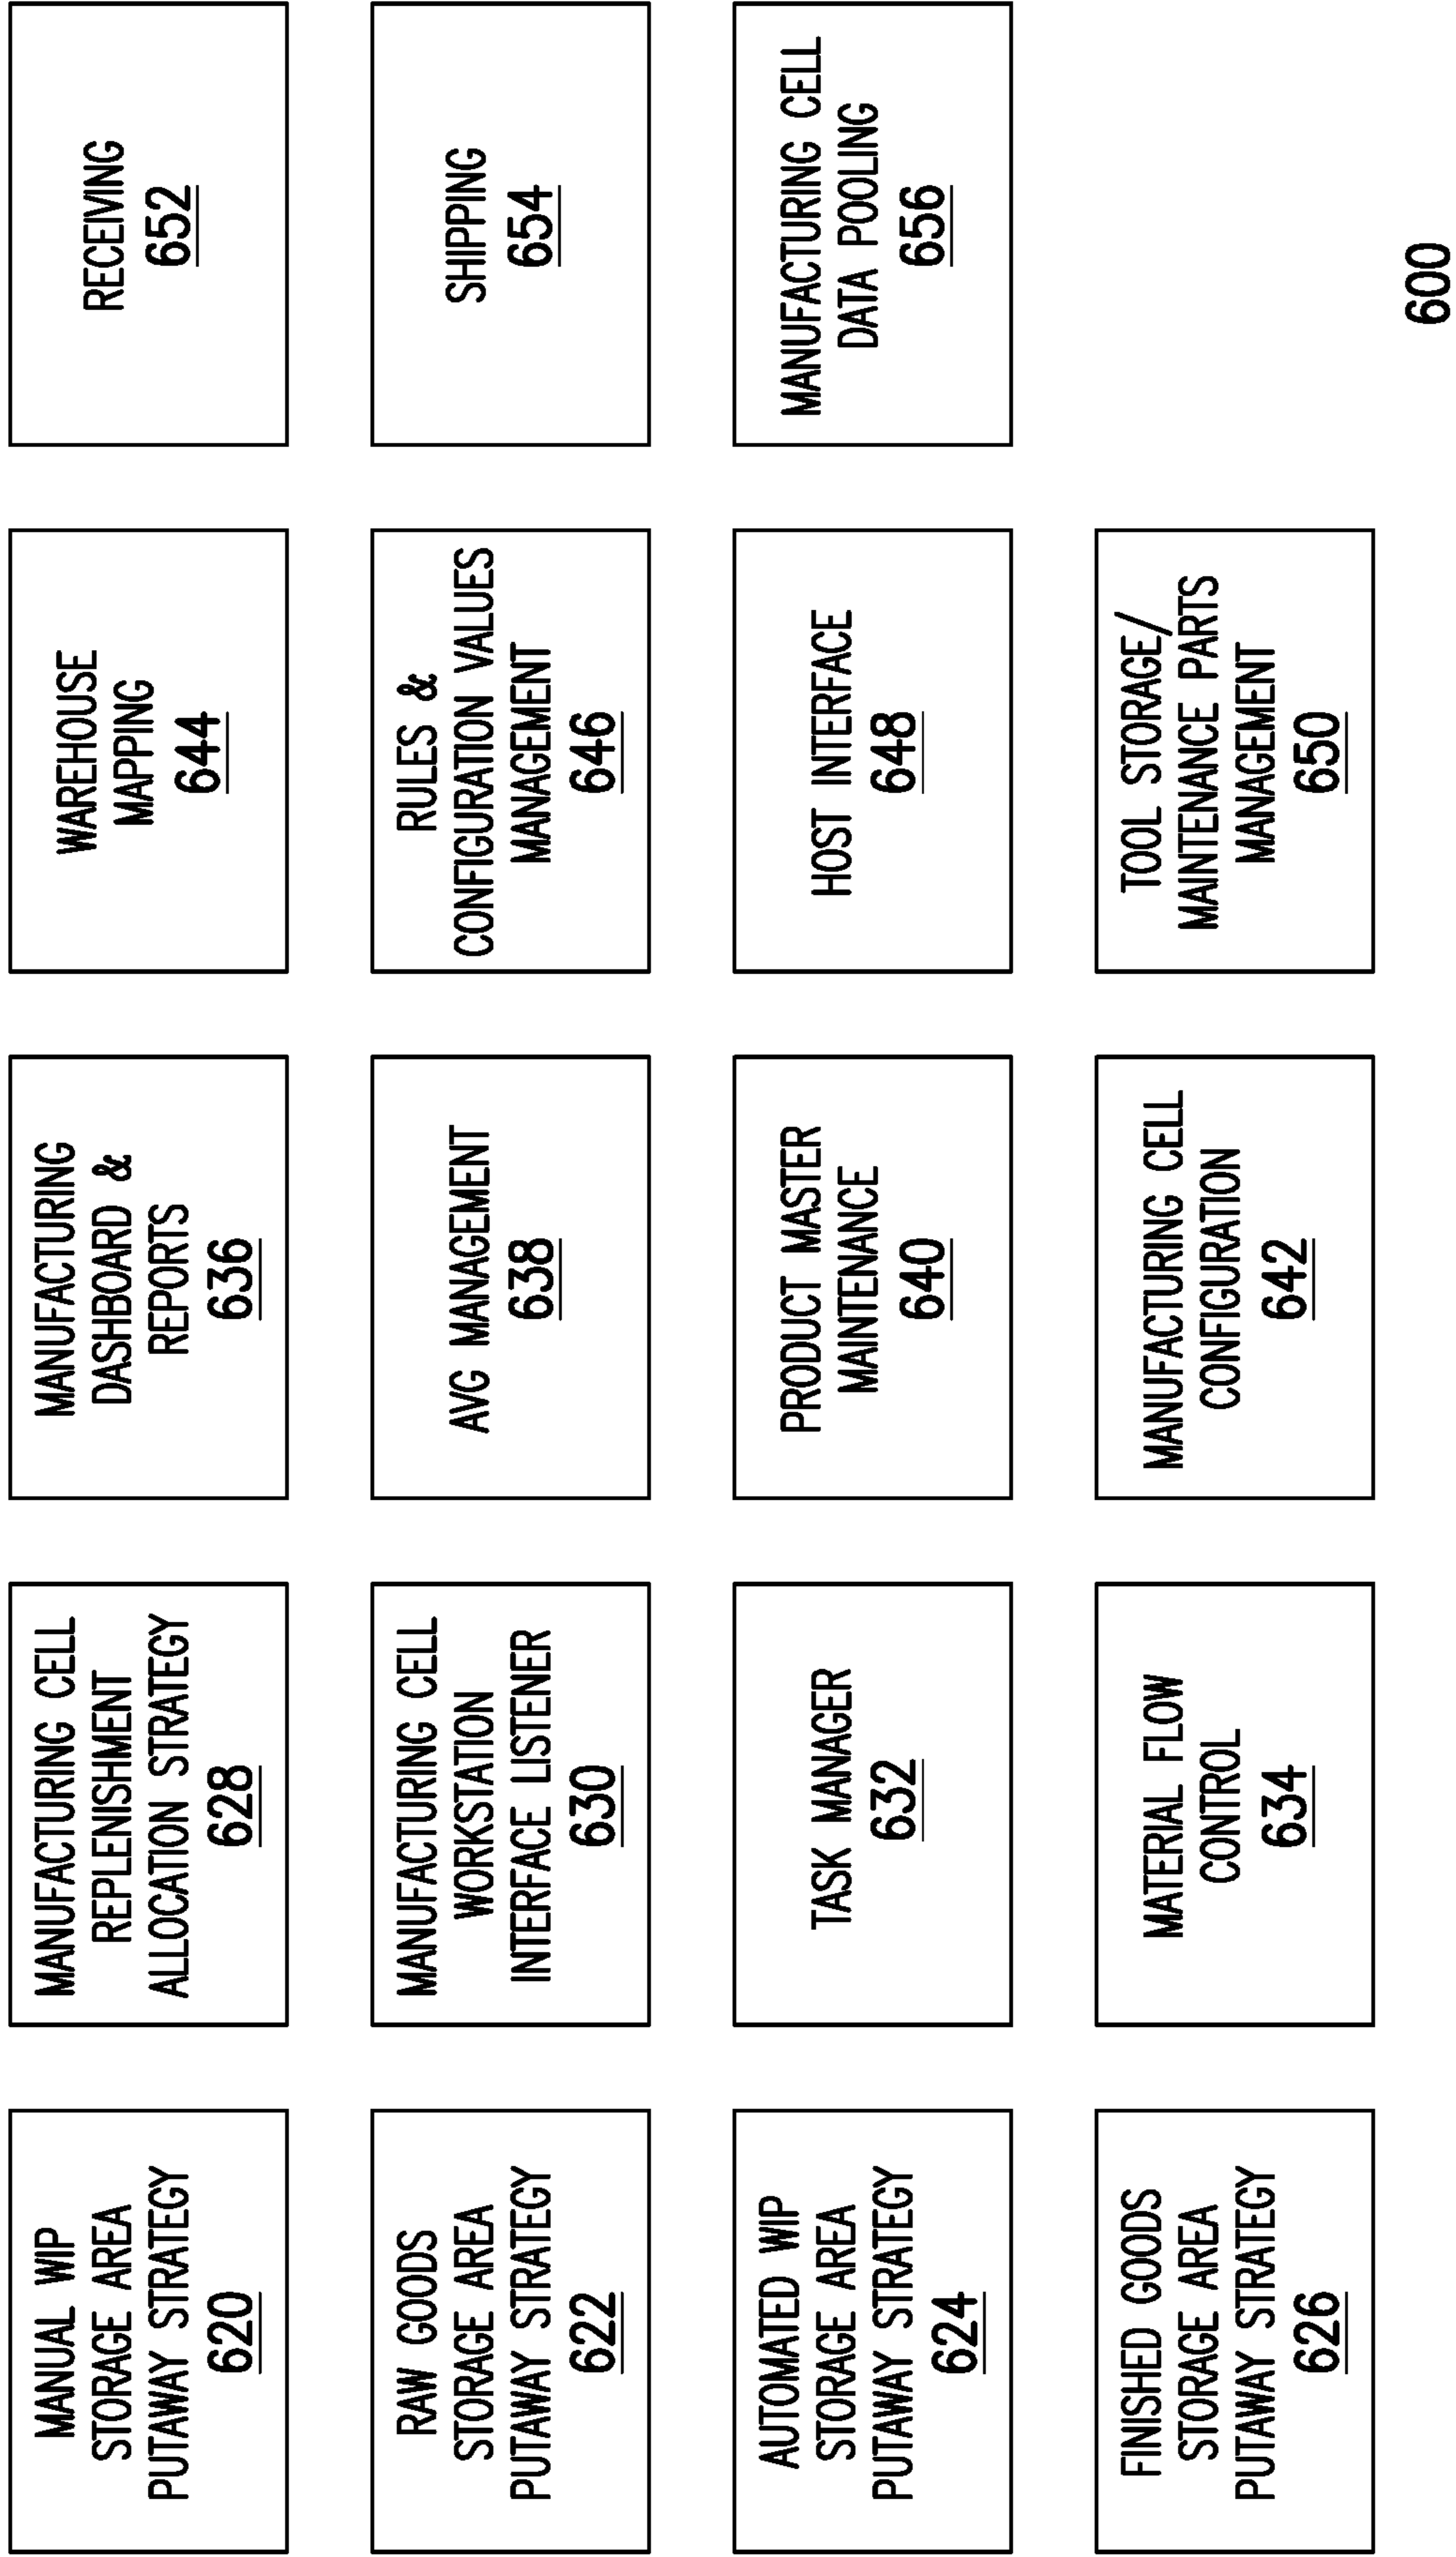 MANUAL WIP
STORAGE AREA
PUTAWAY STRATEGY
620
MANUFACTURING CELL
REPLENISHMENT
ALLOCATION STRATEGY
628
MANUFACTURING
DASHBOARD &
REPORTS
636
WAREHOUSE
MAPPING
644
RECEIVING
652
RAW GOODS
STORAGE AREA
PUTAWAY STRATEGY
622
MANUFACTURING CELL
WORKSTATION
INTERFACE LISTENER
630
AVG MANAGEMENT
638
RULES &
CONFIGURATION VALUES
MANAGEMENT
646
SHIPPING
654
AUTOMATED WIP
STORAGE AREA
PUTAWAY STRATEGY
624
TASK MANAGER
632
PRODUCT MASTER
MAINTENANCE
640
HOST INTERFACE
648
MANUFACTURING CELL
DATA POOLING
656
FINISHED GOODS
STORAGE AREA
PUTAWAY STRATEGY
626
MATERIAL FLOW
CONTROL
634
MANUFACTURING CELL
CONFIGURATION
642
TOOL STORAGE/
MAINTENANCE PARTS
MANAGEMENT
650
600